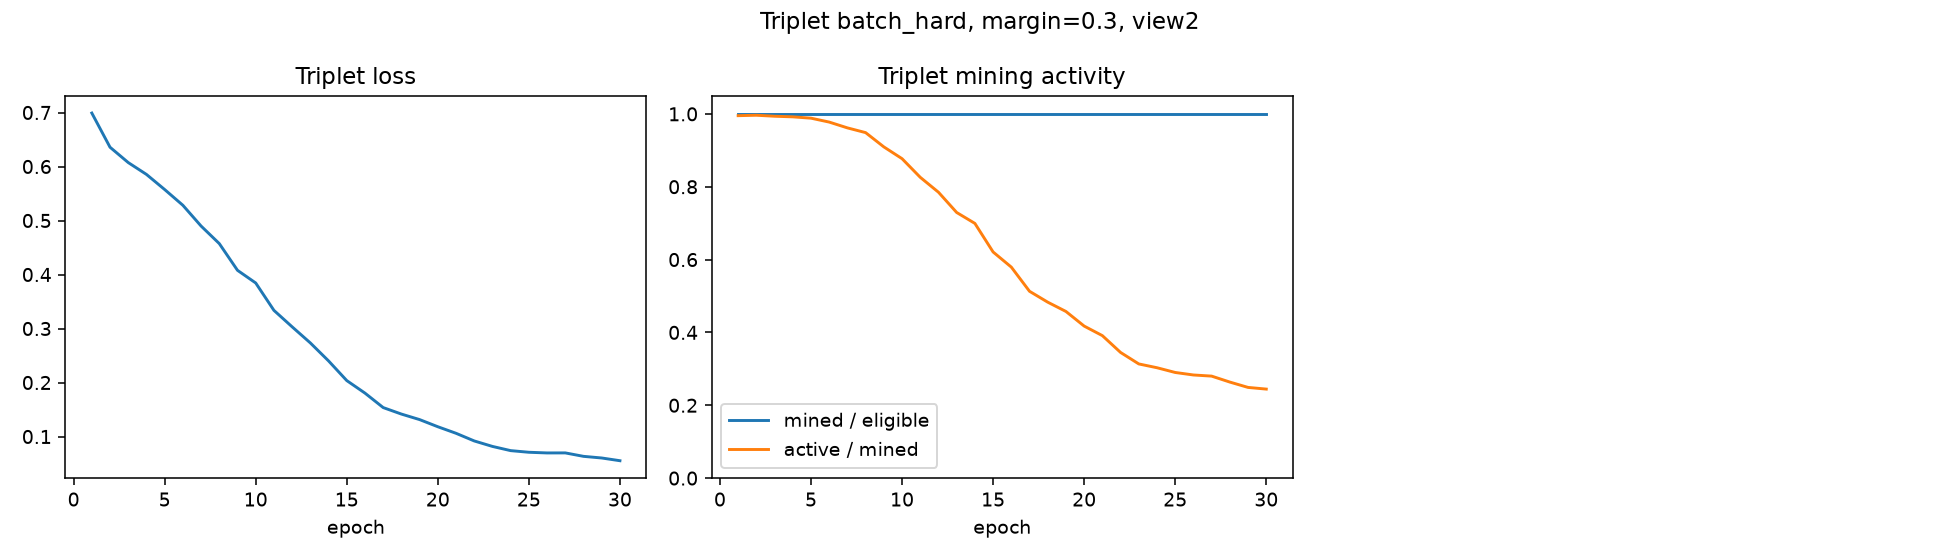 Triplet batch_hard, margin=0.3, view2
Triplet loss
0.7
0.6
0.5
0.4
0.3
0.2
0.1
0 5 10 15 20 25 30
epoch
Triplet mining activity
1.0
0.8
0.6
0.4
0.2
0.0
mined / eligible
active / mined
0 5 10 15 20 25 30
epoch